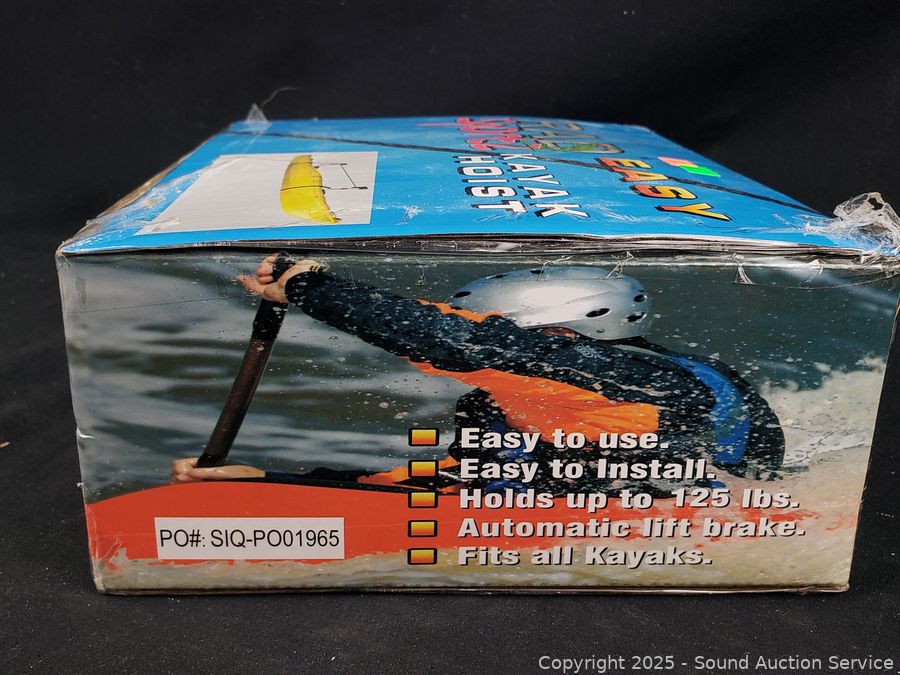 EASY
KAYAK
HOIST
Easy to use.
Easy to Install.
Holds up to 125 lbs.
Automatic lift brake.
Fits all Kayaks.
PO#: SIQ-PO01965
Copyright 2025 - Sound Auction Service